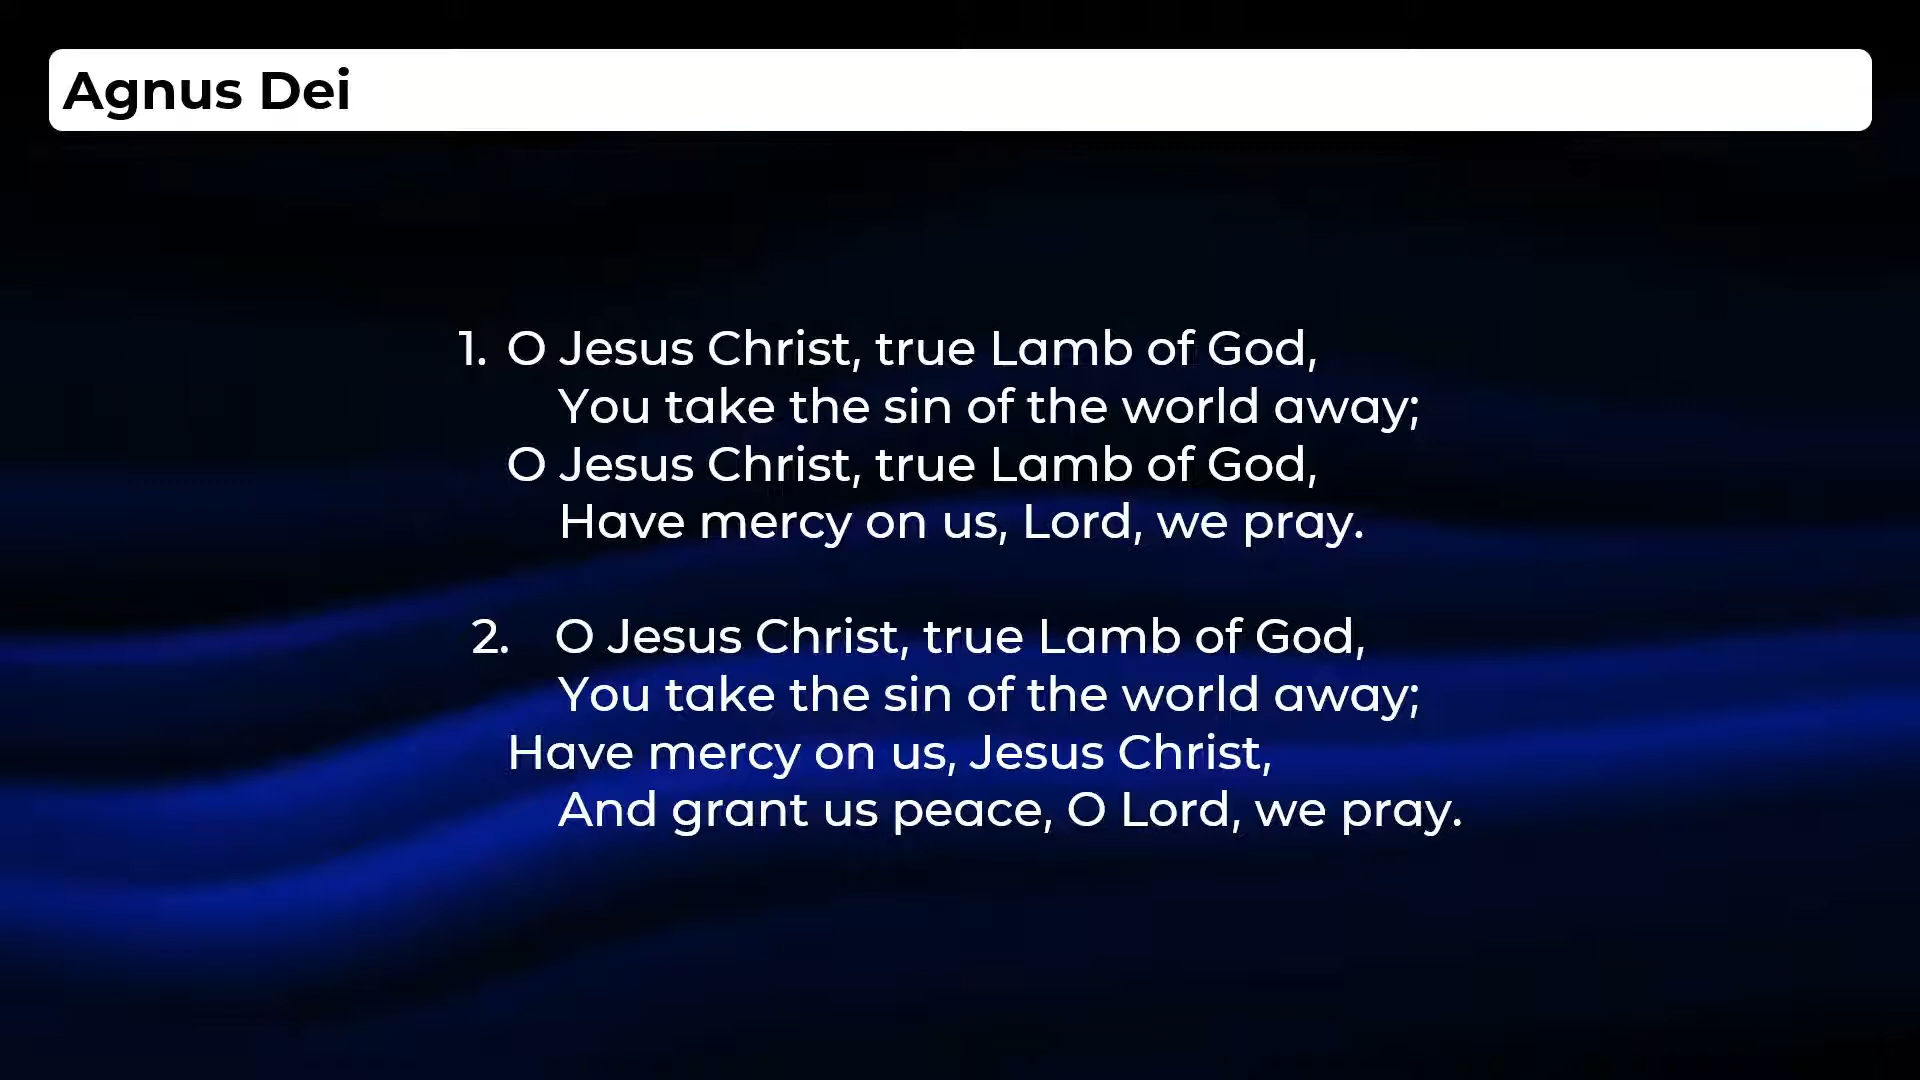 Agnus Dei
1. O Jesus Christ, true Lamb of God,
You take the sin of the world away;
O Jesus Christ, true Lamb of God,
Have mercy on us, Lord, we pray.
2. O Jesus Christ, true Lamb of God,
You take the sin of the world away;
Have mercy on us, Jesus Christ,
And grant us peace, O Lord, we pray.